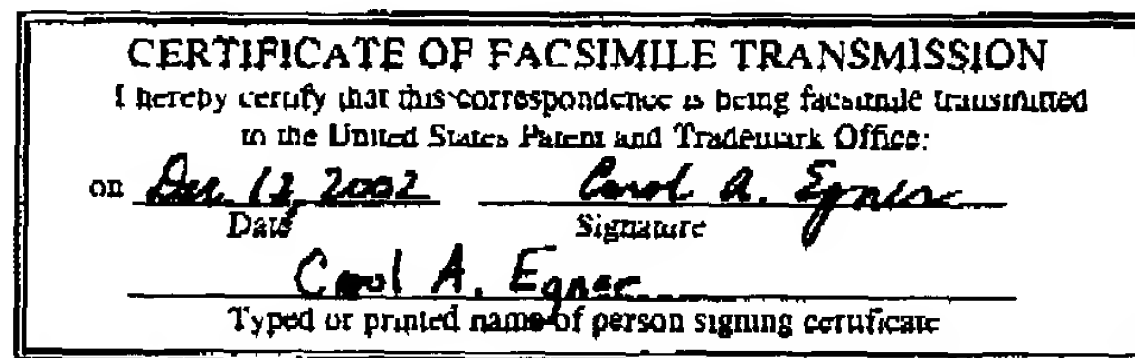 CERTIFICATE OF FACSIMILE TRANSMISSION
I hereby certify that this correspondence is being facsimile transmitted
to the United States Patent and Trademark Office:
on Dec. 12, 2002 Carol A. Egner
Date Signature
Carol A. Egner
Typed or printed name of person signing certificate